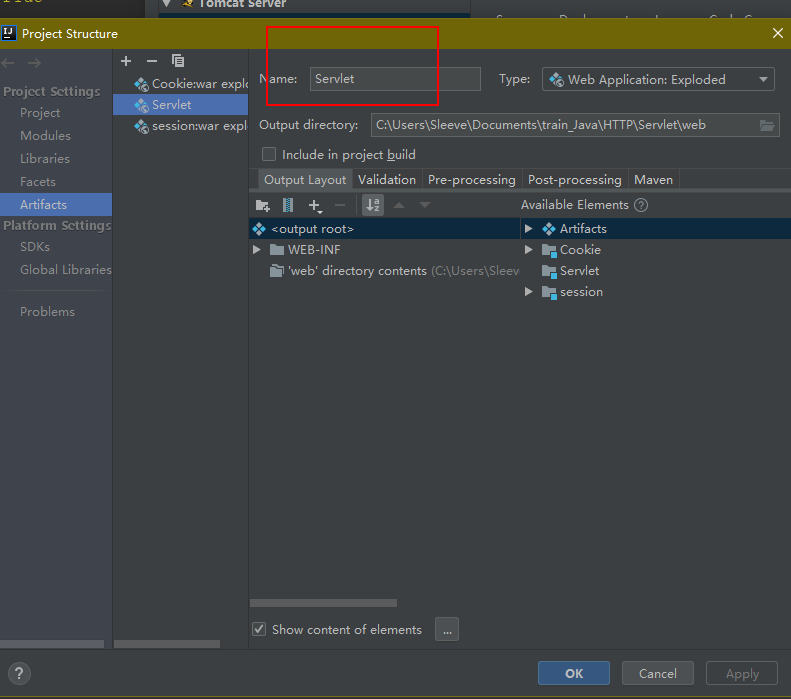 Tomcat Server
Project Structure
Project Settings
Project
Modules
Libraries
Facets
Artifacts
Platform Settings
SDKs
Global Libraries
Problems
Cookie:war explo
Servlet
session:war expl
Name: Servlet
Type: Web Application: Exploded
Output directory: C:\Users\Sleeve\Documents\train_Java\HTTP\Servlet\web
Include in project build
Output Layout Validation Pre-processing Post-processing Maven
Available Elements ?
<output root>
WEB-INF
'web' directory contents (C:\Users\Sleev
Artifacts
Cookie
Servlet
session
Show content of elements ...
? OK Cancel Apply